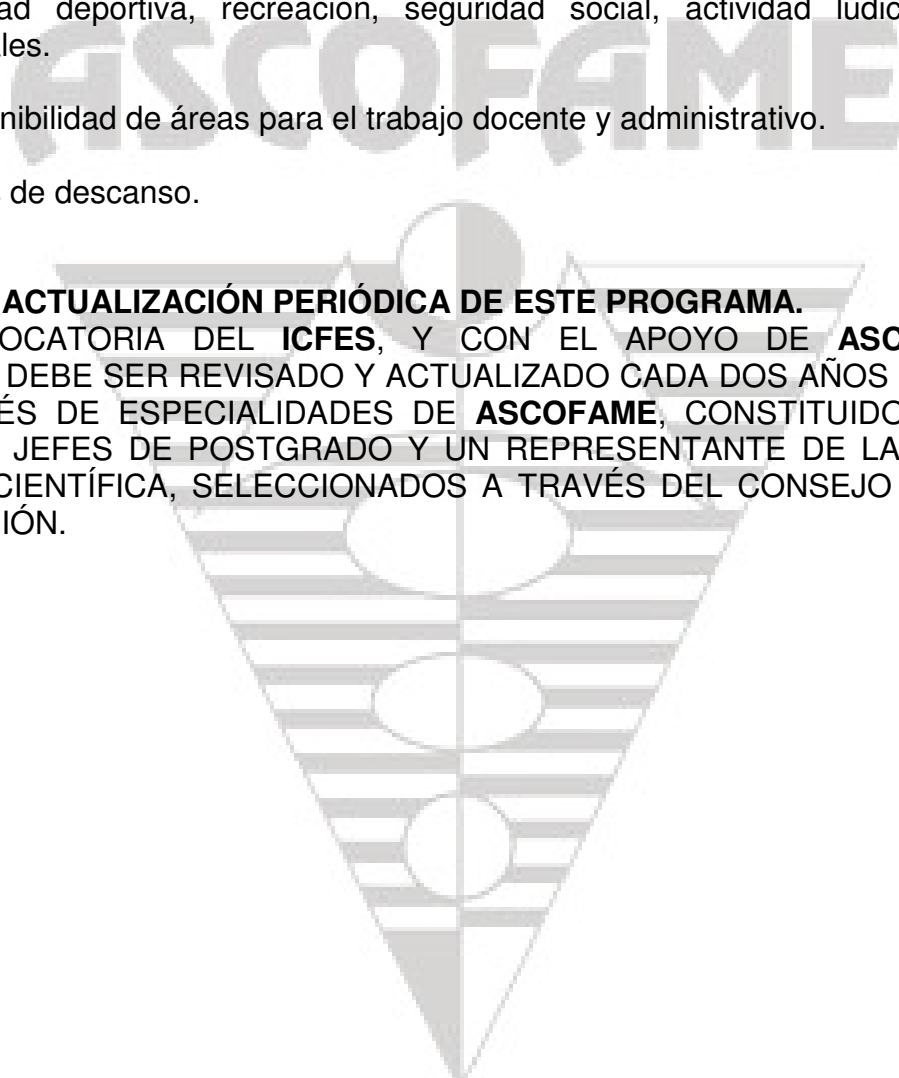 ASCOFAME
ad deportiva, recreación, seguridad social, actividad lúdic
les.
nibilidad de áreas para el trabajo docente y administrativo.
de descanso.
ACTUALIZACIÓN PERIÓDICA DE ESTE PROGRAMA.
OCATORIA DEL ICFES, Y CON EL APOYO DE ASC
DEBE SER REVISADO Y ACTUALIZADO CADA DOS AÑOS
ÉS DE ESPECIALIDADES DE ASCOFAME, CONSTITUIDO
JEFES DE POSTGRADO Y UN REPRESENTANTE DE LA
CIENTÍFICA, SELECCIONADOS A TRAVÉS DEL CONSEJO
IÓN.